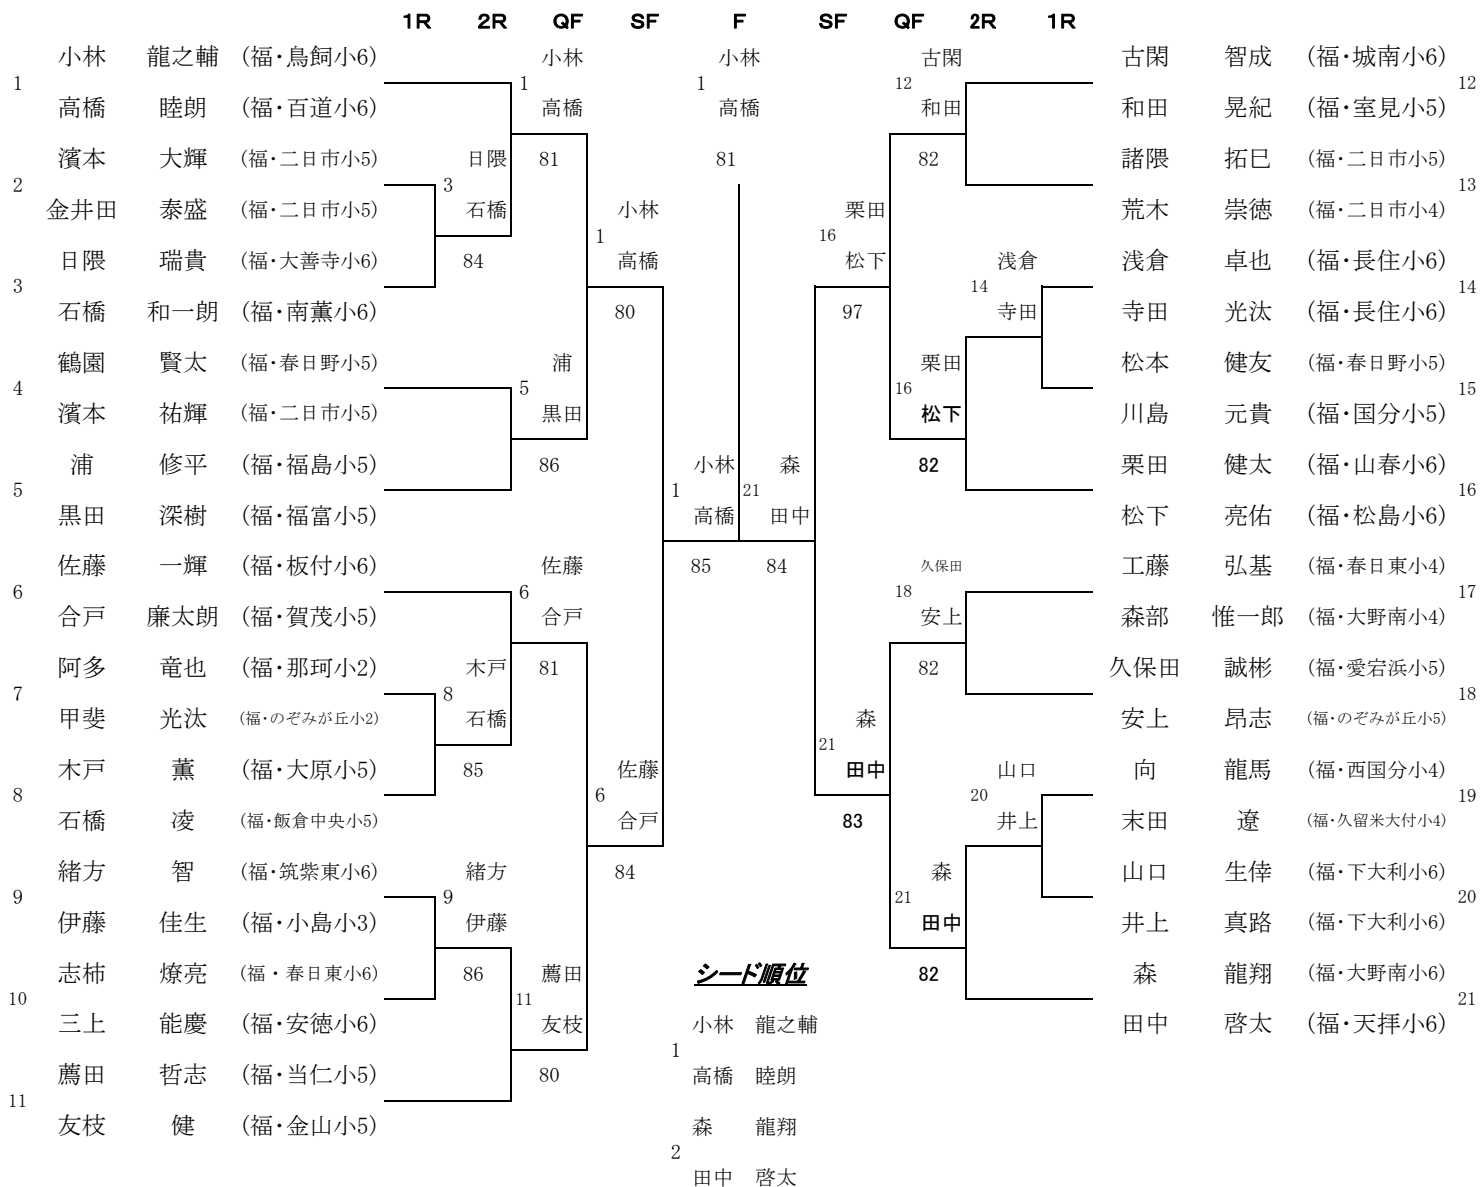 1R 2R QF SF F SF QF 2R 1R
小林 龍之輔 (福・鳥飼小6) 小林 小林 古閑 古閑 智成 (福・城南小6)
1 1 1 12 12
高橋 睦朗 (福・百道小6) 高橋 高橋 和田 和田 晃紀 (福・室見小5)
濱本 大輝 (福・二日市小5) 日隈 81 81 82 諸隈 拓巳 (福・二日市小5)
2 3 13
金井田 泰盛 (福・二日市小5) 石橋 小林 栗田 荒木 崇徳 (福・二日市小4)
1 16
日隈 瑞貴 (福・大善寺小6) 84 高橋 松下 浅倉 浅倉 卓也 (福・長住小6)
3 14 14
石橋 和一朗 (福・南薫小6) 80 97 寺田 寺田 光汰 (福・長住小6)
鶴園 賢太 (福・春日野小5) 浦 栗田 松本 健友 (福・春日野小5)
4 5 16 15
濱本 祐輝 (福・二日市小5) 黒田 松下 川島 元貴 (福・国分小5)
浦 修平 (福・福島小5) 86 小林 森 82 栗田 健太 (福・山春小6)
5 1 21 16
黒田 深樹 (福・福富小5) 高橋 田中 松下 亮佑 (福・松島小6)
佐藤 一輝 (福・板付小6) 佐藤 85 84 久保田 工藤 弘基 (福・春日東小4)
6 6 18 17
合戸 廉太朗 (福・賀茂小5) 合戸 安上 森部 惟一郎 (福・大野南小4)
阿多 竜也 (福・那珂小2) 木戸 81 82 久保田 誠彬 (福・愛宕浜小5)
7 8 18
甲斐 光汰 (福・のぞみが丘小2) 石橋 森 安上 昂志 (福・のぞみが丘小5)
21
木戸 薫 (福・大原小5) 85 佐藤 田中 山口 向 龍馬 (福・西国分小4)
8 6 20 19
石橋 凌 (福・飯倉中央小5) 合戸 83 井上 末田 遼 (福・久留米大付小4)
緒方 智 (福・筑紫東小6) 緒方 84 森 山口 生倖 (福・下大利小6)
9 9 21 20
伊藤 佳生 (福・小島小3) 伊藤 田中 井上 真路 (福・下大利小6)
志柿 燎亮 (福・春日東小6) 86 薦田 シード順位 82 森 龍翔 (福・大野南小6)
10 11 21
三上 能慶 (福・安徳小6) 友枝 小林 龍之輔 田中 啓太 (福・天拝小6)
1
薦田 哲志 (福・当仁小5) 80 高橋 睦朗
11
友枝 健 (福・金山小5) 森 龍翔
2
田中 啓太